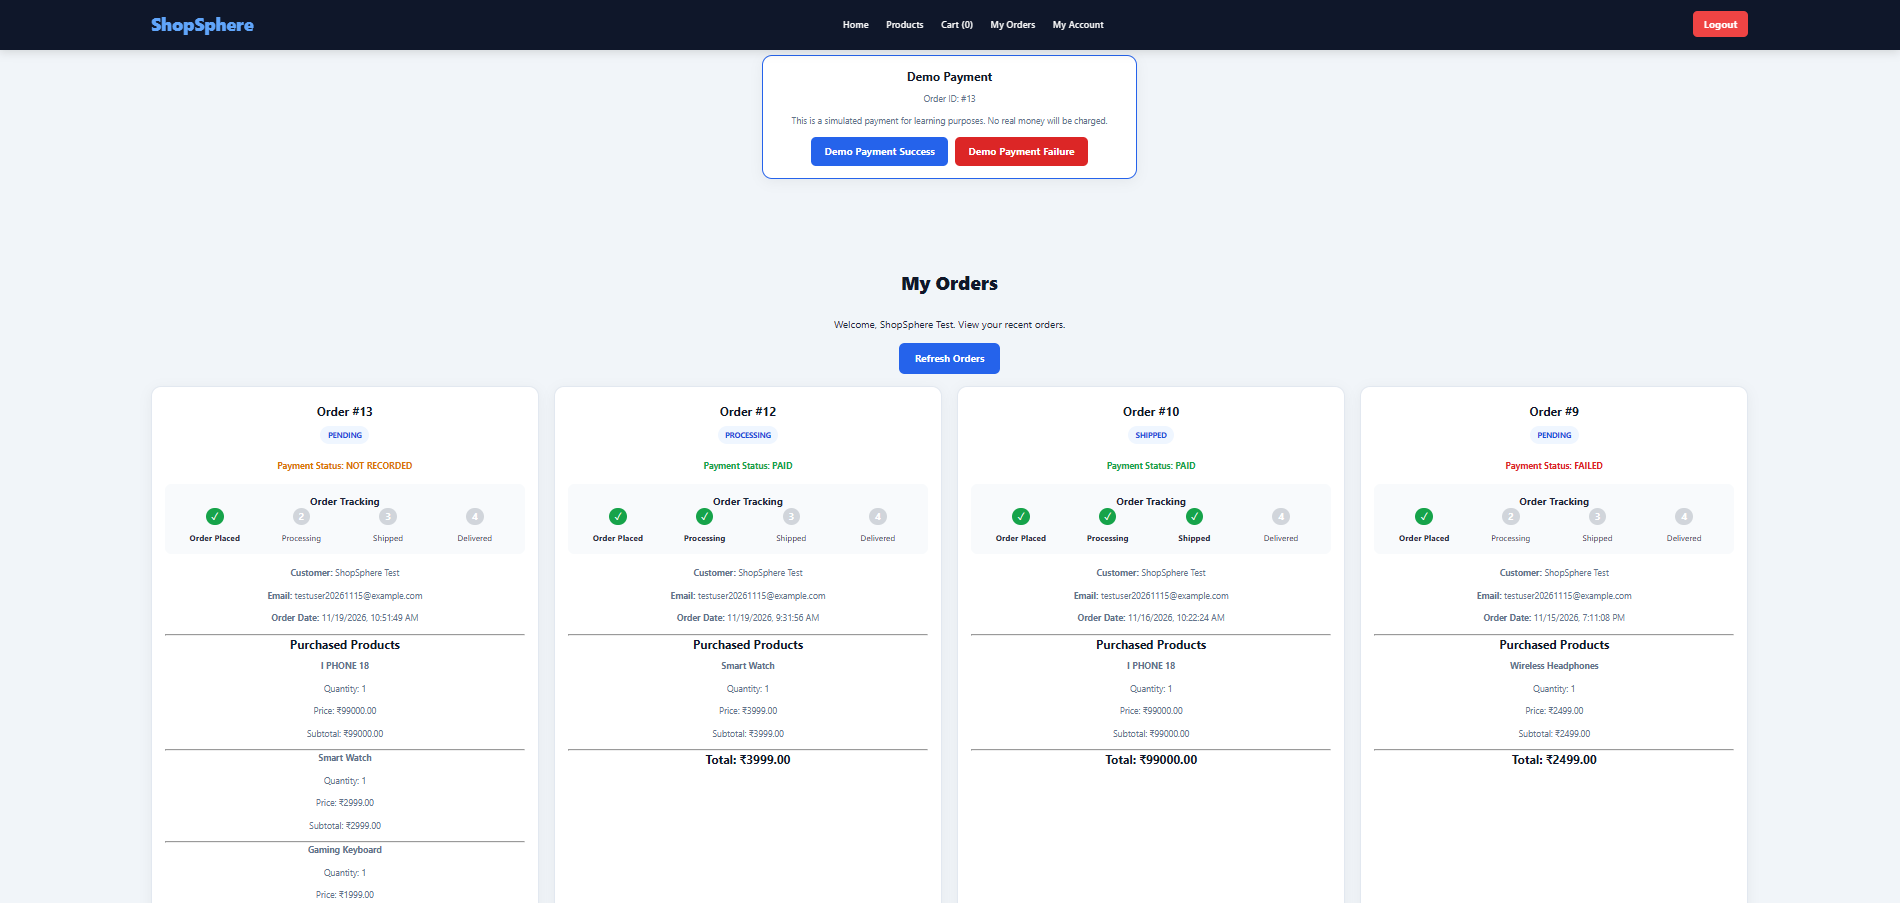 ShopSphere
Home Products Cart (0) My Orders My Account
Logout
Demo Payment
Order ID: #13
This is a simulated payment for learning purposes. No real money will be charged.
Demo Payment Success Demo Payment Failure
My Orders
Welcome, ShopSphere Test. View your recent orders.
Refresh Orders
Order #13
PENDING
Payment Status: NOT RECORDED
Order Tracking
✓ 2 3 4
Order Placed Processing Shipped Delivered
Customer: ShopSphere Test
Email: testuser20261115@example.com
Order Date: 11/19/2026, 10:51:49 AM
Purchased Products
I PHONE 18
Quantity: 1
Price: ₹99000.00
Subtotal: ₹99000.00
Smart Watch
Quantity: 1
Price: ₹2999.00
Subtotal: ₹2999.00
Gaming Keyboard
Quantity: 1
Price: ₹1999.00
Order #12
PROCESSING
Payment Status: PAID
Order Tracking
✓ ✓ 3 4
Order Placed Processing Shipped Delivered
Customer: ShopSphere Test
Email: testuser20261115@example.com
Order Date: 11/19/2026, 9:31:56 AM
Purchased Products
Smart Watch
Quantity: 1
Price: ₹3999.00
Subtotal: ₹3999.00
Total: ₹3999.00
Order #10
SHIPPED
Payment Status: PAID
Order Tracking
✓ ✓ ✓ 4
Order Placed Processing Shipped Delivered
Customer: ShopSphere Test
Email: testuser20261115@example.com
Order Date: 11/16/2026, 10:22:24 AM
Purchased Products
I PHONE 18
Quantity: 1
Price: ₹99000.00
Subtotal: ₹99000.00
Total: ₹99000.00
Order #9
PENDING
Payment Status: FAILED
Order Tracking
✓ 2 3 4
Order Placed Processing Shipped Delivered
Customer: ShopSphere Test
Email: testuser20261115@example.com
Order Date: 11/15/2026, 7:11:08 PM
Purchased Products
Wireless Headphones
Quantity: 1
Price: ₹2499.00
Subtotal: ₹2499.00
Total: ₹2499.00